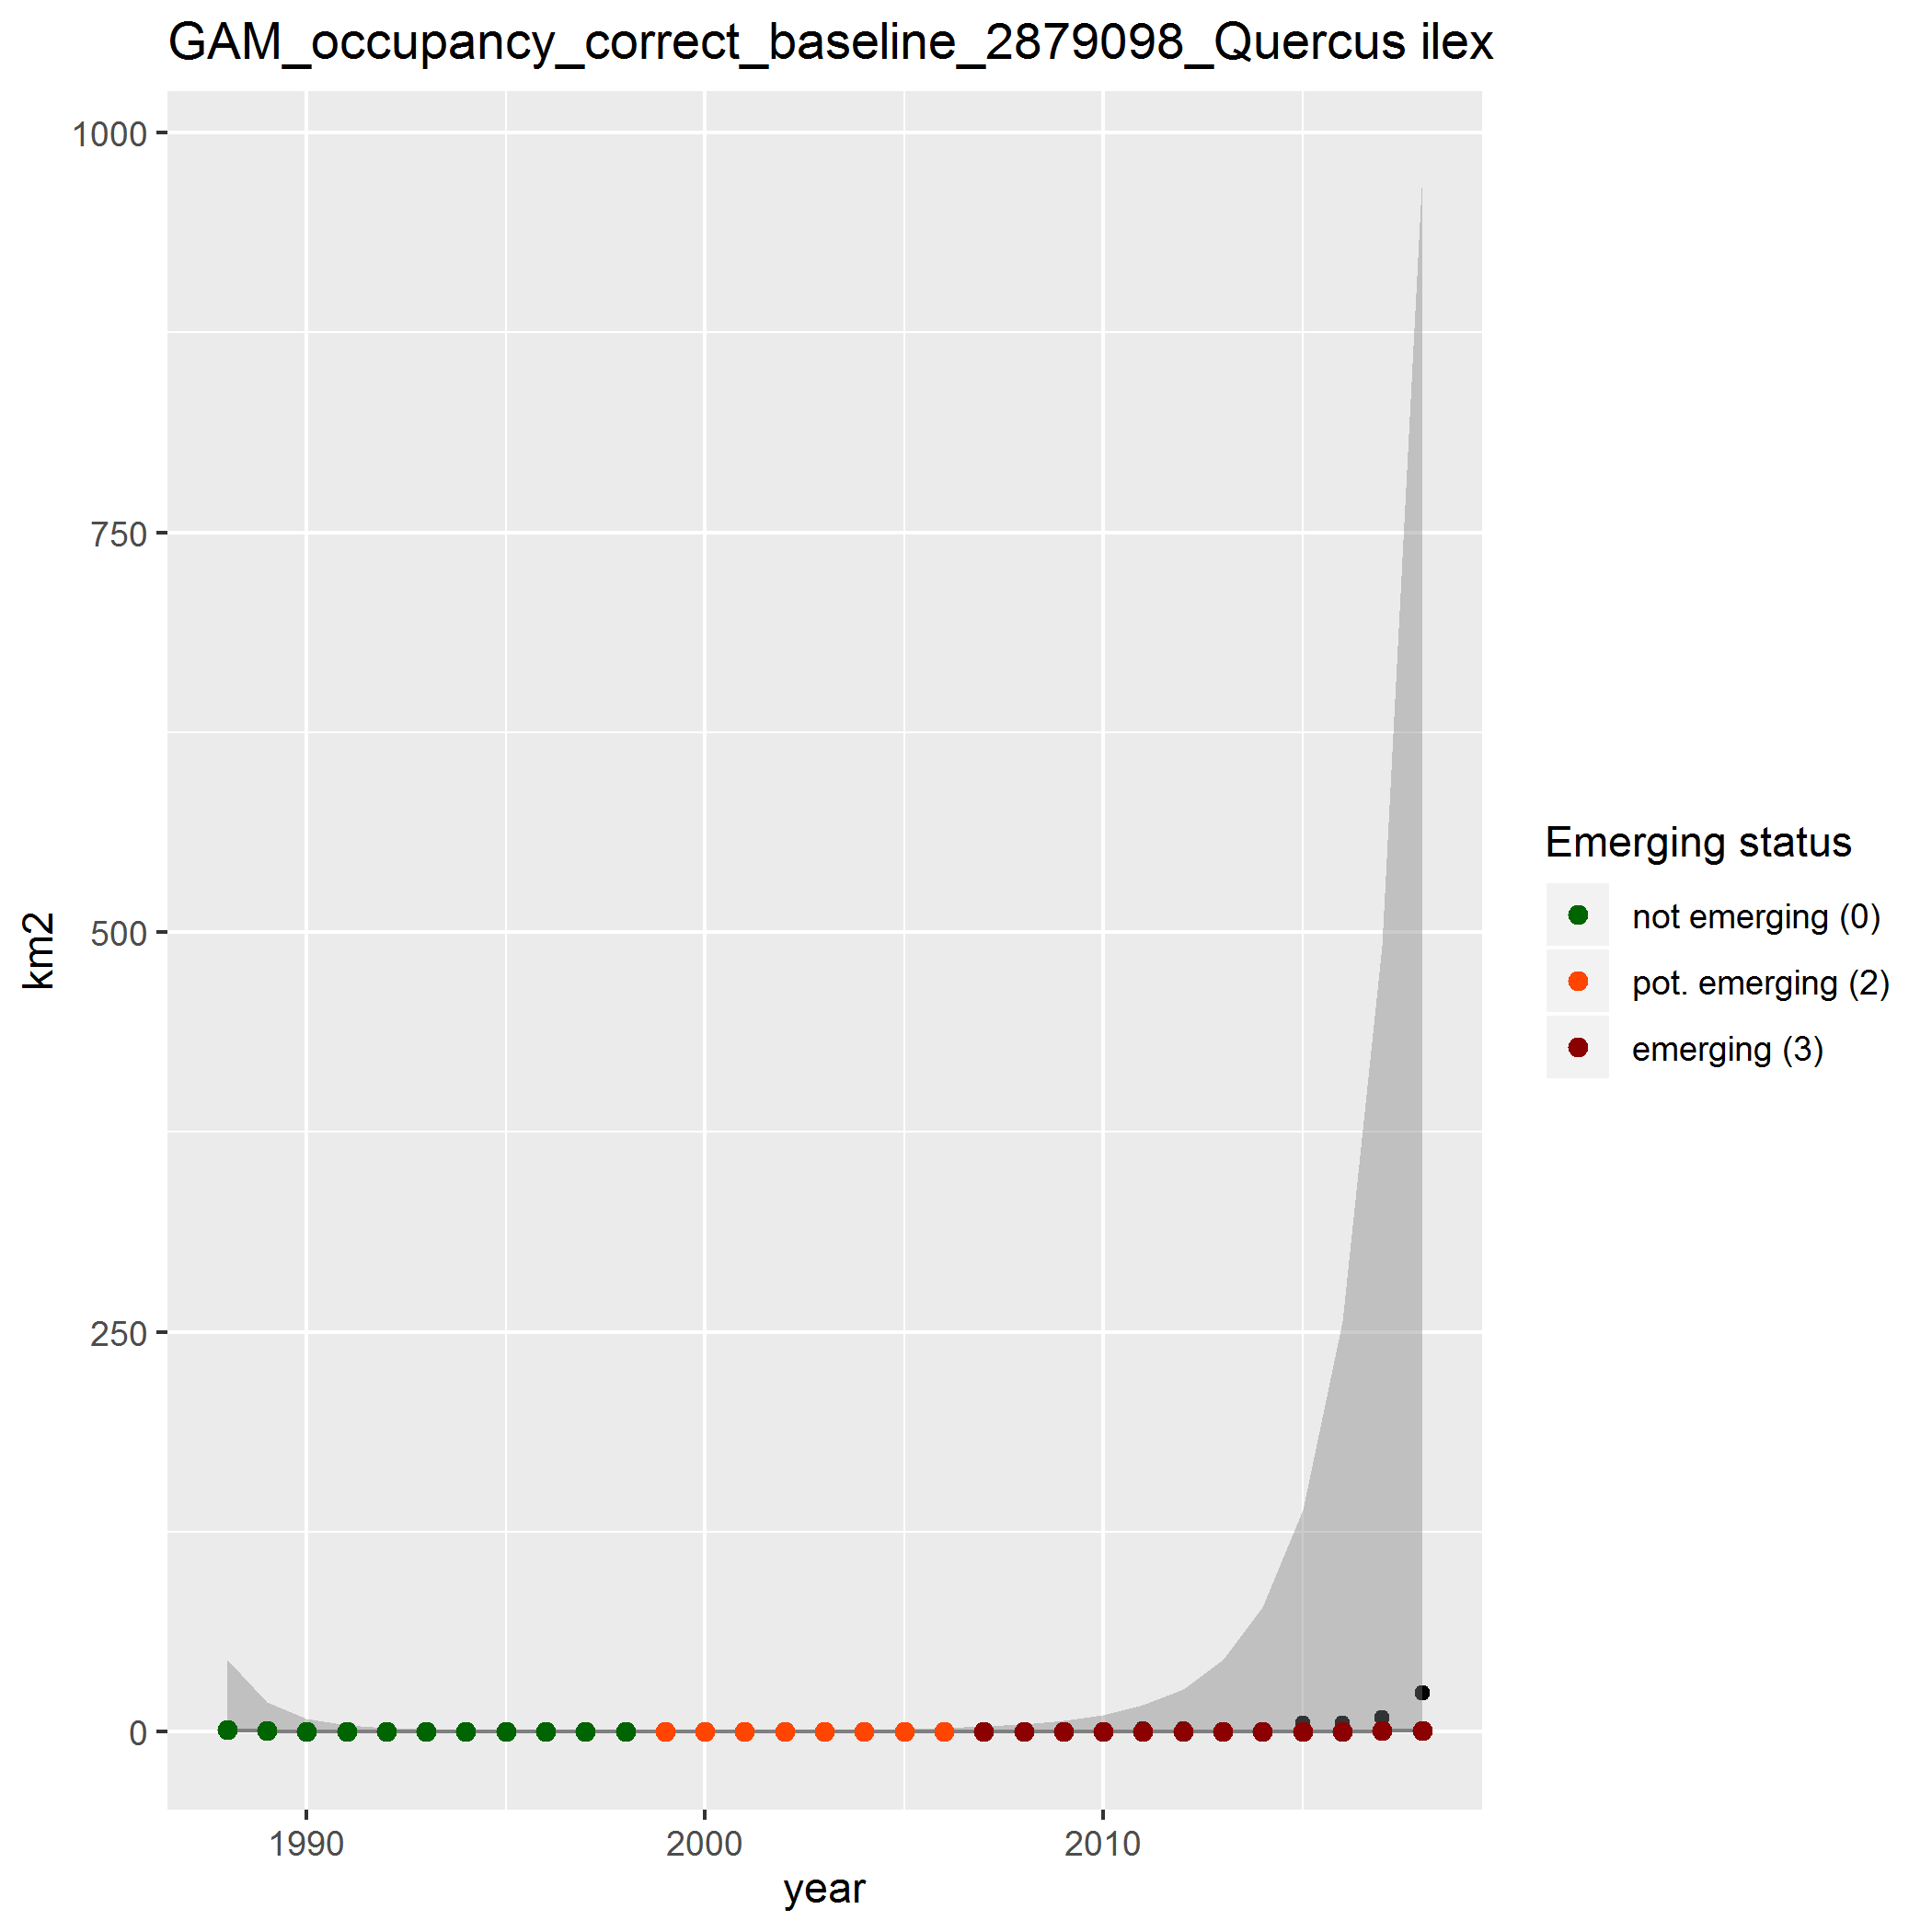 GAM_occupancy_correct_baseline_2879098_Quercus ilex
1000
750
500
250
0
km2
1990
2000
2010
year
Emerging status
not emerging (0)
pot. emerging (2)
emerging (3)